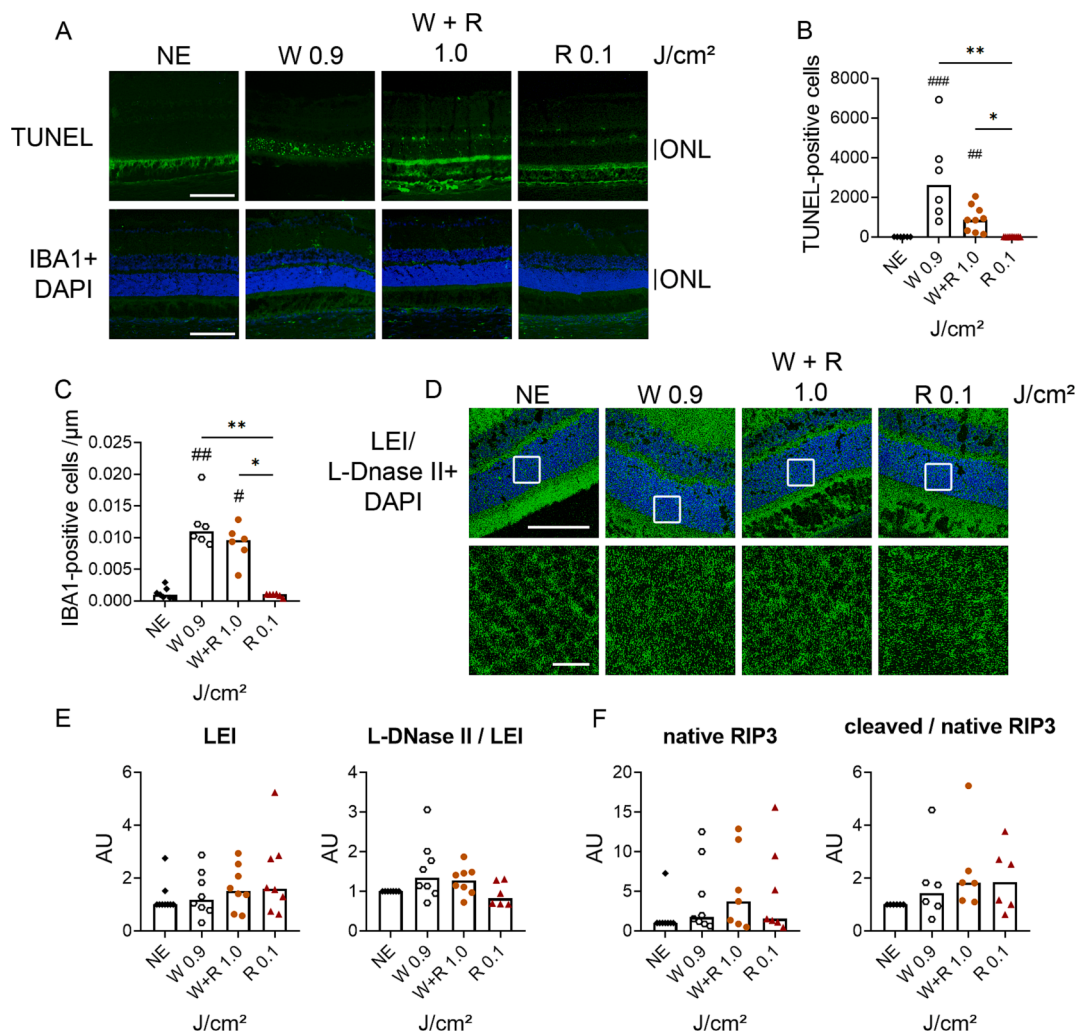 A
NE
W 0.9
W + R
1.0
R 0.1
J/cm²
TUNEL
ONL
IBA1+
DAPI
ONL
B
TUNEL-positive cells
8000
6000
4000
2000
0
###
##
**
*
NE
W 0.9
W+R 1.0
R 0.1
J/cm²
C
IBA1-positive cells /µm
0.025
0.020
0.015
0.010
0.005
0.000
##
#
**
*
NE
W 0.9
W+R 1.0
R 0.1
J/cm²
D
NE
W 0.9
W + R
1.0
R 0.1
J/cm²
LEI/
L-Dnase II+
DAPI
E
LEI
AU
6
4
2
0
NE
W 0.9
W+R 1.0
R 0.1
J/cm²
L-DNase II / LEI
AU
4
3
2
1
0
NE
W 0.9
W+R 1.0
R 0.1
J/cm²
F
native RIP3
AU
20
15
10
5
0
NE
W 0.9
W+R 1.0
R 0.1
J/cm²
cleaved / native RIP3
AU
8
6
4
2
0
NE
W 0.9
W+R 1.0
R 0.1
J/cm²